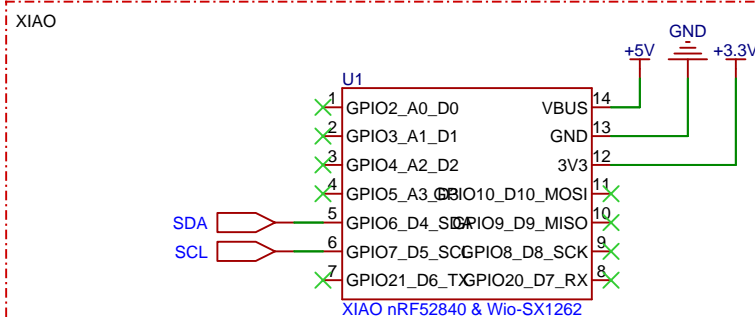 XIAO
GND
+5V
+3.3V
U1
1 GPIO2_A0_D0 VBUS 14
2 GPIO3_A1_D1 GND 13
3 GPIO4_A2_D2 3V3 12
4 GPIO5_A3_D3 GPIO10_D10_MOSI 11
SDA 5 GPIO6_D4_SDA GPIO9_D9_MISO 10
SCL 6 GPIO7_D5_SCL GPIO8_D8_SCK 9
7 GPIO21_D6_TX GPIO20_D7_RX 8
XIAO nRF52840 & Wio-SX1262